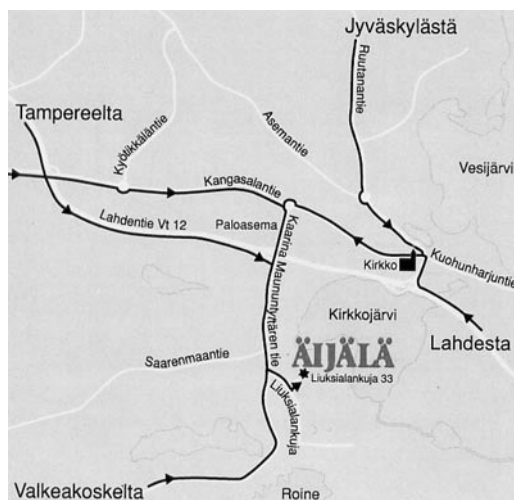 Jyväskylästä
Ruutanantie
Tampereelta
Kyötikkäläntie
Asemantie
Vesijärvi
Kangasalantie
Lahdentie Vt 12
Paloasema
Kaarina Maununtyttären tie
Kirkko
Kuohunharjuntie
Kirkkojärvi
Lahdesta
ÄIJÄLÄ
Saarenmaantie
Liuksialankuja 33
Liuksialankuja
Valkeakoskelta
Roine